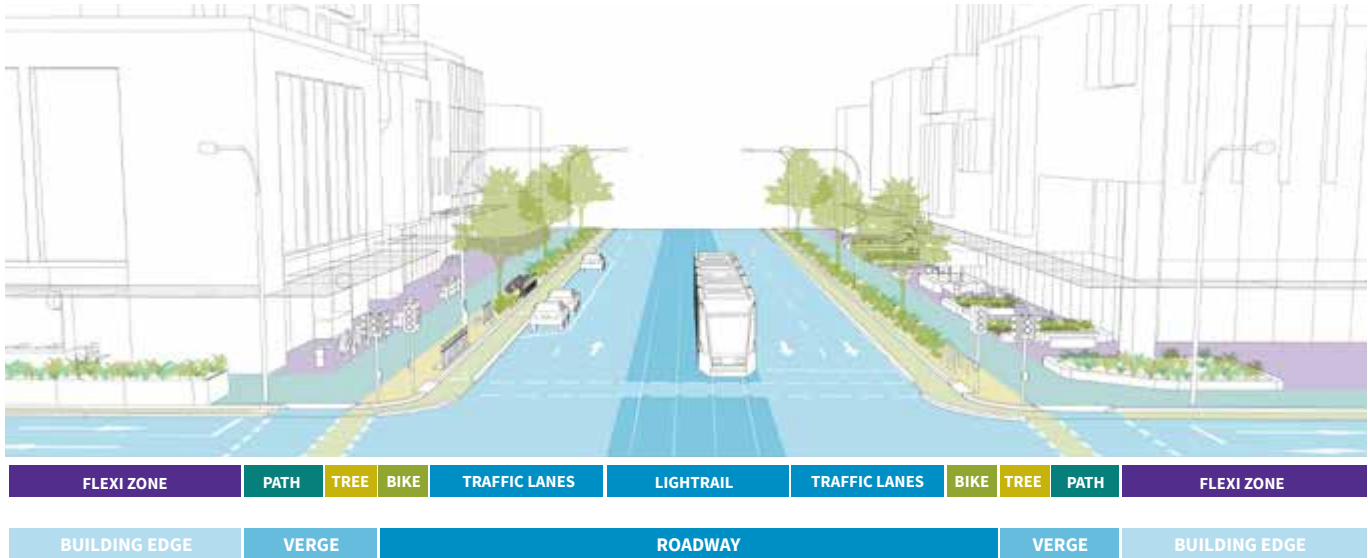 FLEXI ZONE PATH TREE BIKE TRAFFIC LANES LIGHTRAIL TRAFFIC LANES BIKE TREE PATH FLEXI ZONE
BUILDING EDGE VERGE ROADWAY VERGE BUILDING EDGE